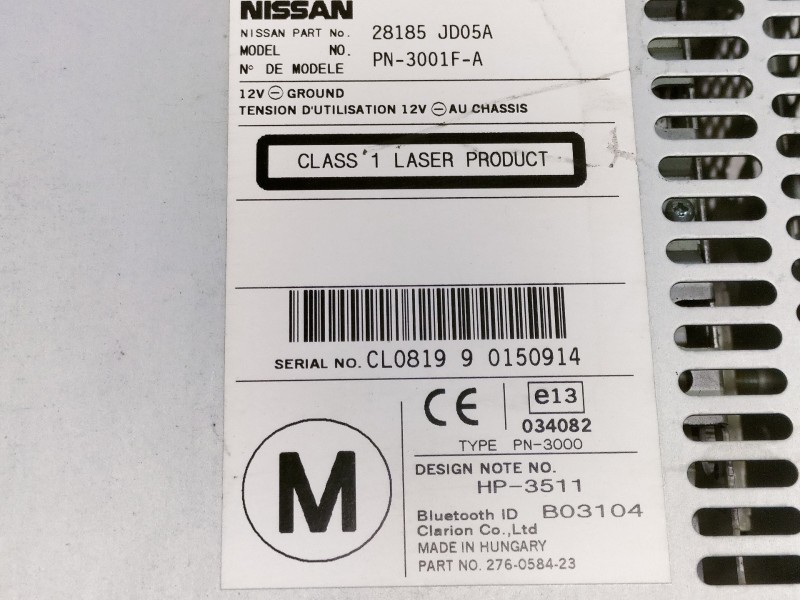 NISSAN
NISSAN PART No. 28185 JD05A
MODEL NO. PN-3001F-A
N° DE MODELE
12V ⊖ GROUND
TENSION D'UTILISATION 12V ⊖ AU CHASSIS
CLASS 1 LASER PRODUCT
SERIAL NO. CL0819 9 0150914
CE e13
034082
TYPE PN-3000
M
DESIGN NOTE NO.
HP-3511
Bluetooth ID B03104
Clarion Co.,Ltd
MADE IN HUNGARY
PART NO. 276-0584-23